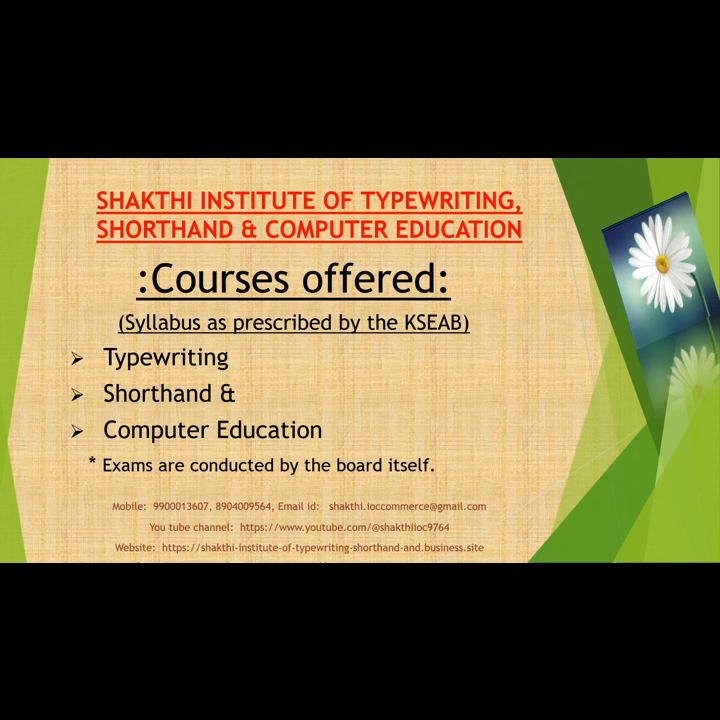 SHAKTHI INSTITUTE OF TYPEWRITING,
SHORTHAND & COMPUTER EDUCATION
:Courses offered:
(Syllabus as prescribed by the KSEAB)
➢ Typewriting
➢ Shorthand &
➢ Computer Education
* Exams are conducted by the board itself.
Mobile: 9900013607, 8904009564, Email id: shakthi.ioccommerce@gmail.com
You tube channel: https://www.youtube.com/@shakthiioc9764
Website: https://shakthi-institute-of-typewriting-shorthand-and.business.site